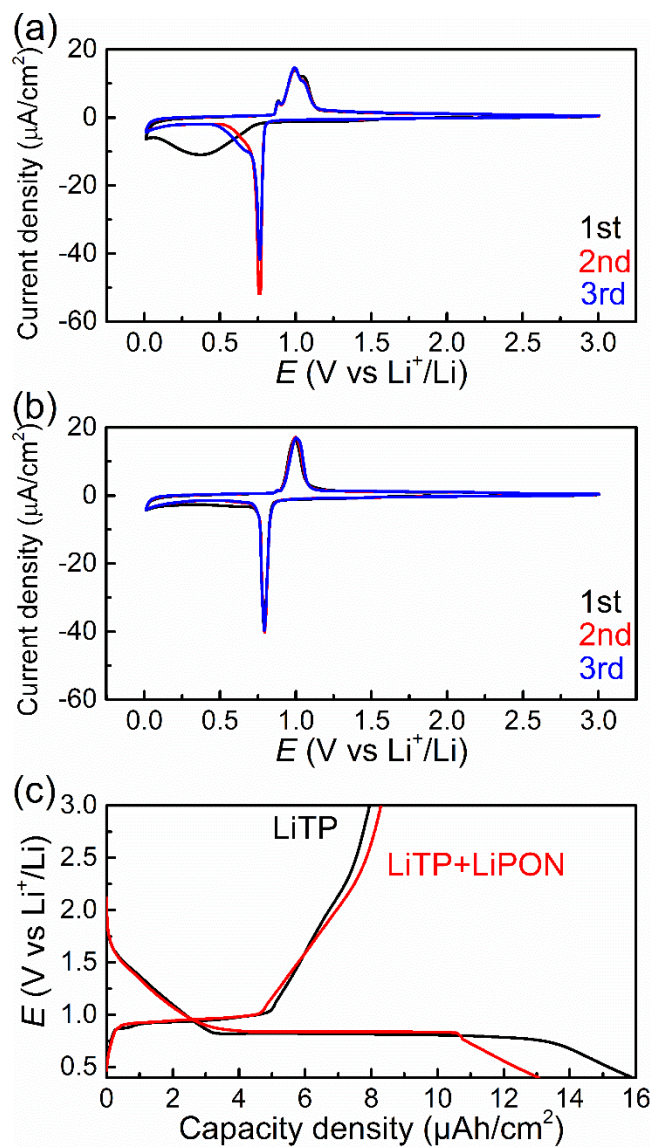 (a)
Current density (μA/cm²)
20
0
-20
-40
-60
1st
2nd
3rd
0.0 0.5 1.0 1.5 2.0 2.5 3.0
E (V vs Li⁺/Li)
(b)
Current density (μA/cm²)
20
0
-20
-40
-60
1st
2nd
3rd
0.0 0.5 1.0 1.5 2.0 2.5 3.0
E (V vs Li⁺/Li)
(c)
E (V vs Li⁺/Li)
3.0
2.5
2.0
1.5
1.0
0.5
LiTP
LiTP+LiPON
0 2 4 6 8 10 12 14 16
Capacity density (μAh/cm²)